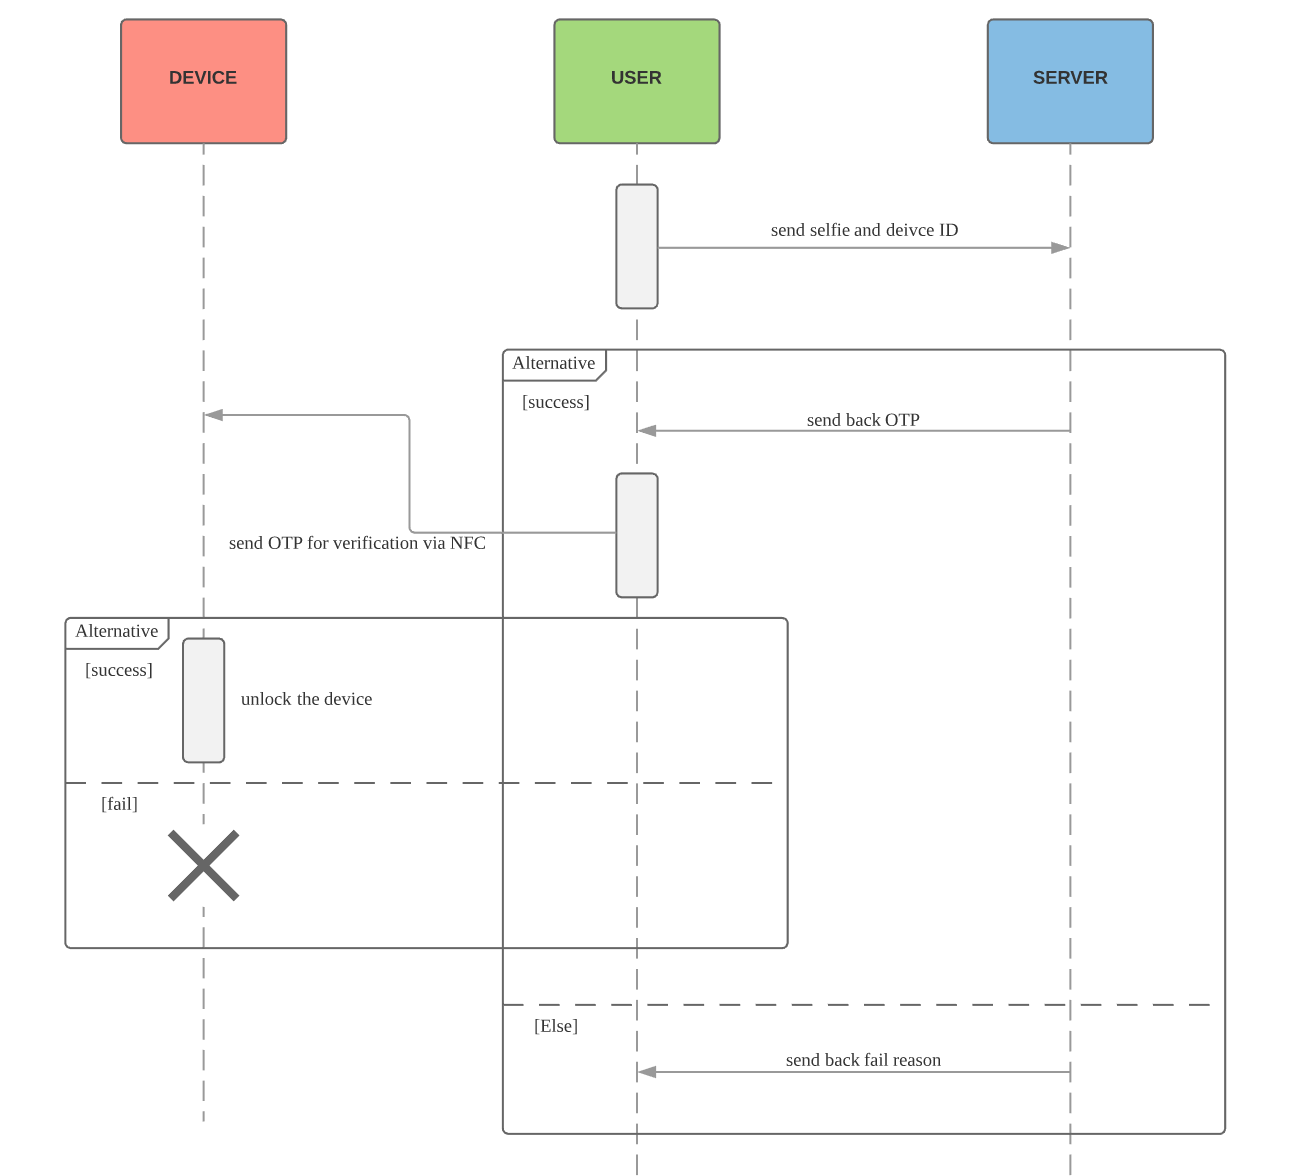 DEVICE
USER
SERVER
send selfie and deivce ID
Alternative
[success]
send back OTP
send OTP for verification via NFC
Alternative
[success]
unlock the device
[fail]
[Else]
send back fail reason